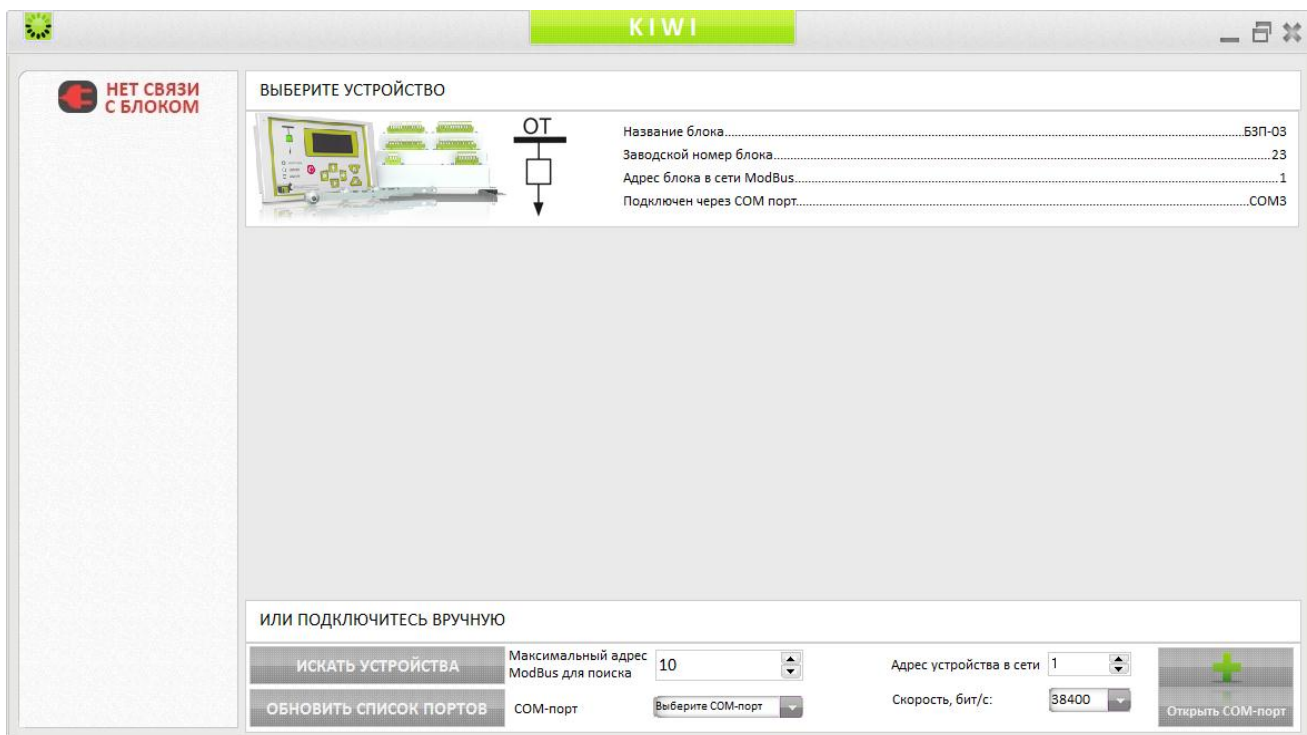 KIWI
НЕТ СВЯЗИ
С БЛОКОМ
ВЫБЕРИТЕ УСТРОЙСТВО
ОТ
Название блока БЗП-03
Заводской номер блока 23
Адрес блока в сети ModBus 1
Подключен через COM порт COM3
ИЛИ ПОДКЛЮЧИТЕСЬ ВРУЧНУЮ
ИСКАТЬ УСТРОЙСТВА
Максимальный адрес
ModBus для поиска
10
Адрес устройства в сети 1
ОБНОВИТЬ СПИСОК ПОРТОВ
COM-порт
Выберите COM-порт
Скорость, бит/с: 38400
Открыть COM-порт